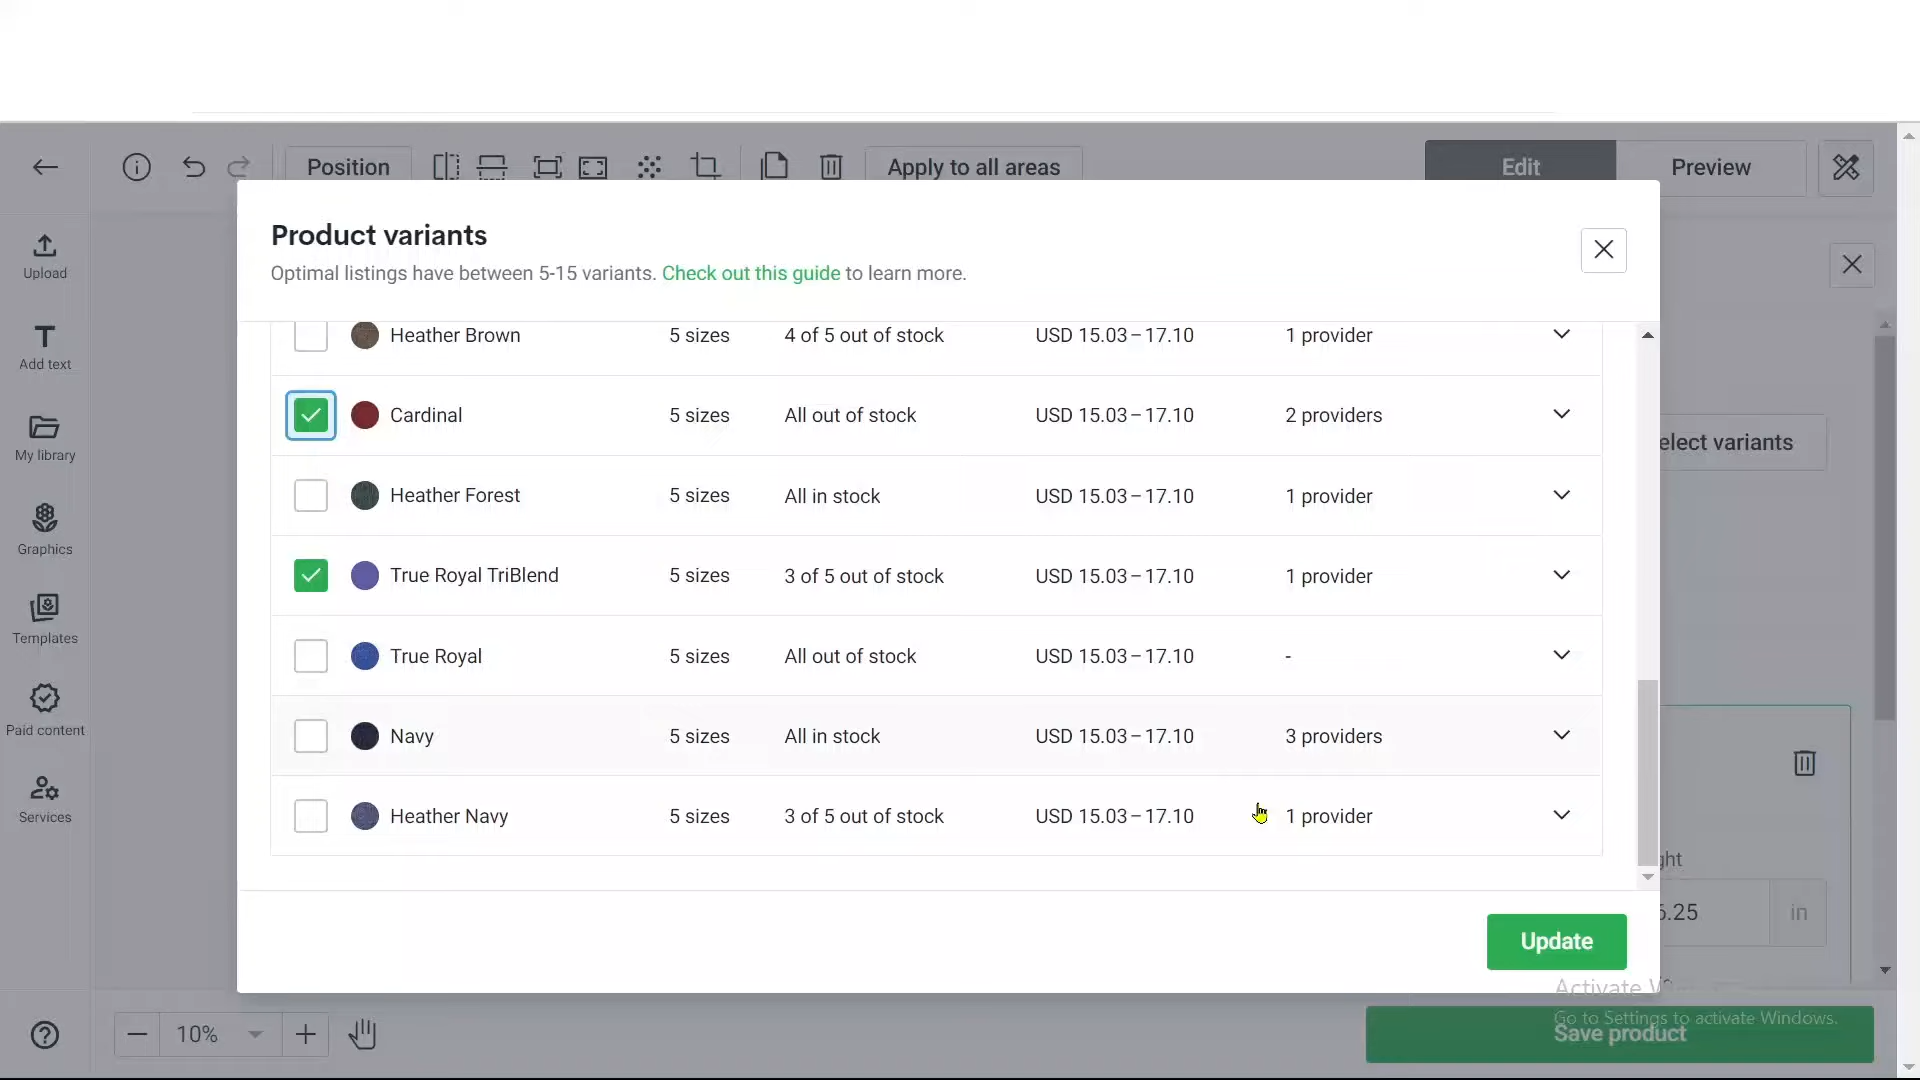 Position
Apply to all areas
Edit
Preview
Product variants
Optimal listings have between 5-15 variants. Check out this guide to learn more.
Upload
Add text
My library
Graphics
Templates
Paid content
Services
Heather Brown 5 sizes 4 of 5 out of stock USD 15.03 – 17.10 1 provider
Cardinal 5 sizes All out of stock USD 15.03 – 17.10 2 providers
elect variants
Heather Forest 5 sizes All in stock USD 15.03 – 17.10 1 provider
True Royal TriBlend 5 sizes 3 of 5 out of stock USD 15.03 – 17.10 1 provider
True Royal 5 sizes All out of stock USD 15.03 – 17.10 -
Navy 5 sizes All in stock USD 15.03 – 17.10 3 providers
Heather Navy 5 sizes 3 of 5 out of stock USD 15.03 – 17.10 1 provider
ght
.25 in
Update
Activate
Go to Settings to activate Windows.
10%
Save product